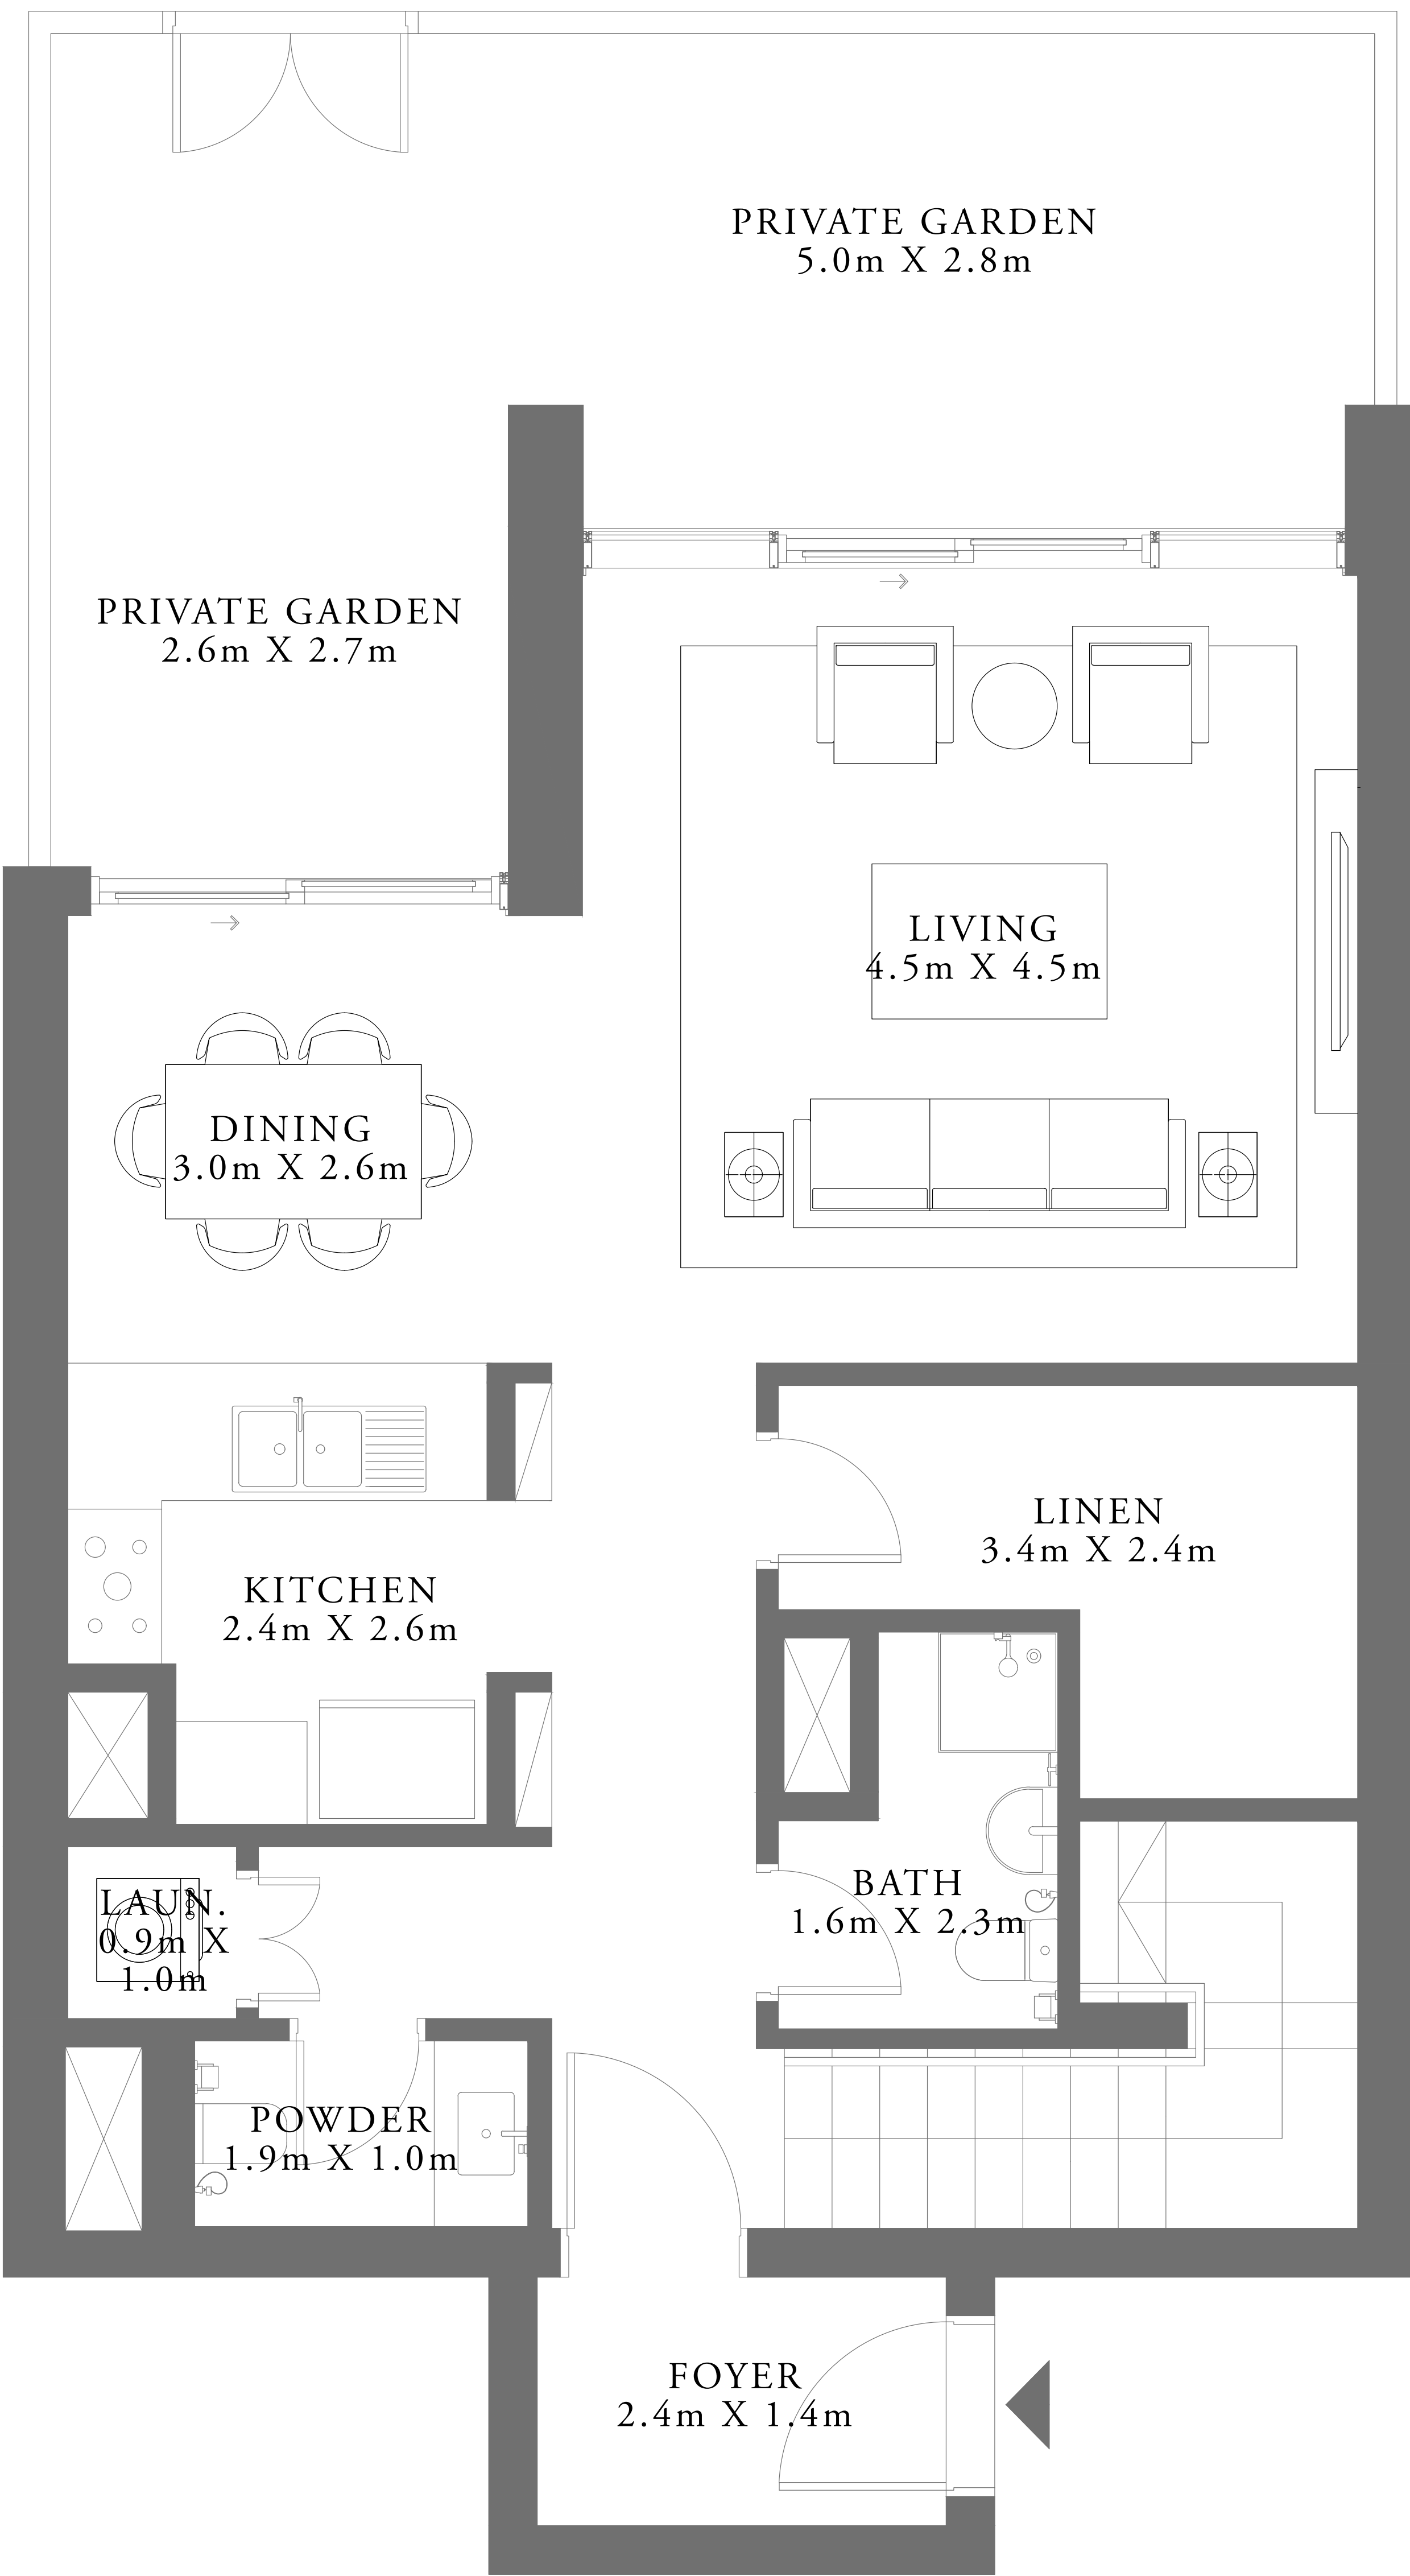 PRIVATE GARDEN
5.0m X 2.8m
PRIVATE GARDEN
2.6m X 2.7m
LIVING
4.5m X 4.5m
DINING
3.0m X 2.6m
LINEN
3.4m X 2.4m
KITCHEN
2.4m X 2.6m
BATH
1.6m X 2.3m
LAUN.
0.9m X
1.0m
POWDER
1.9m X 1.0m
FOYER
2.4m X 1.4m